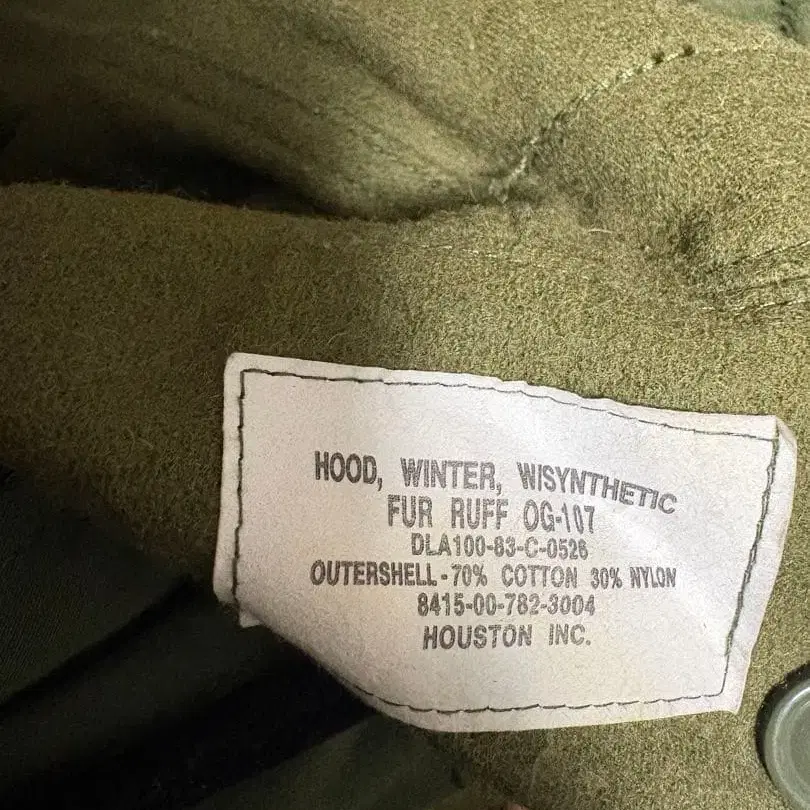 HOOD, WINTER, W/SYNTHETIC
FUR RUFF OG-107
DLA100-83-C-0526
OUTERSHELL-70% COTTON 30% NYLON
8415-00-782-3004
HOUSTON INC.